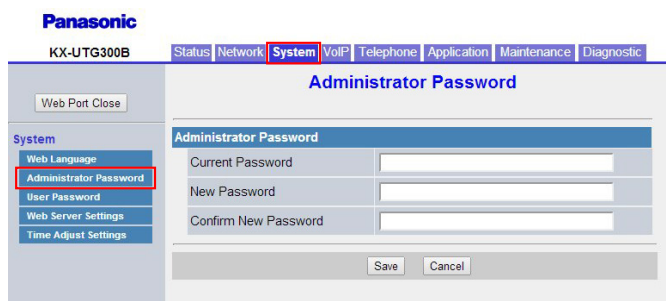 Panasonic
KX-UTG300B
Status Network System VoIP Telephone Application Maintenance Diagnostic
Web Port Close
System
Web Language
Administrator Password
User Password
Web Server Settings
Time Adjust Settings
Administrator Password
Administrator Password
Current Password
New Password
Confirm New Password
Save Cancel